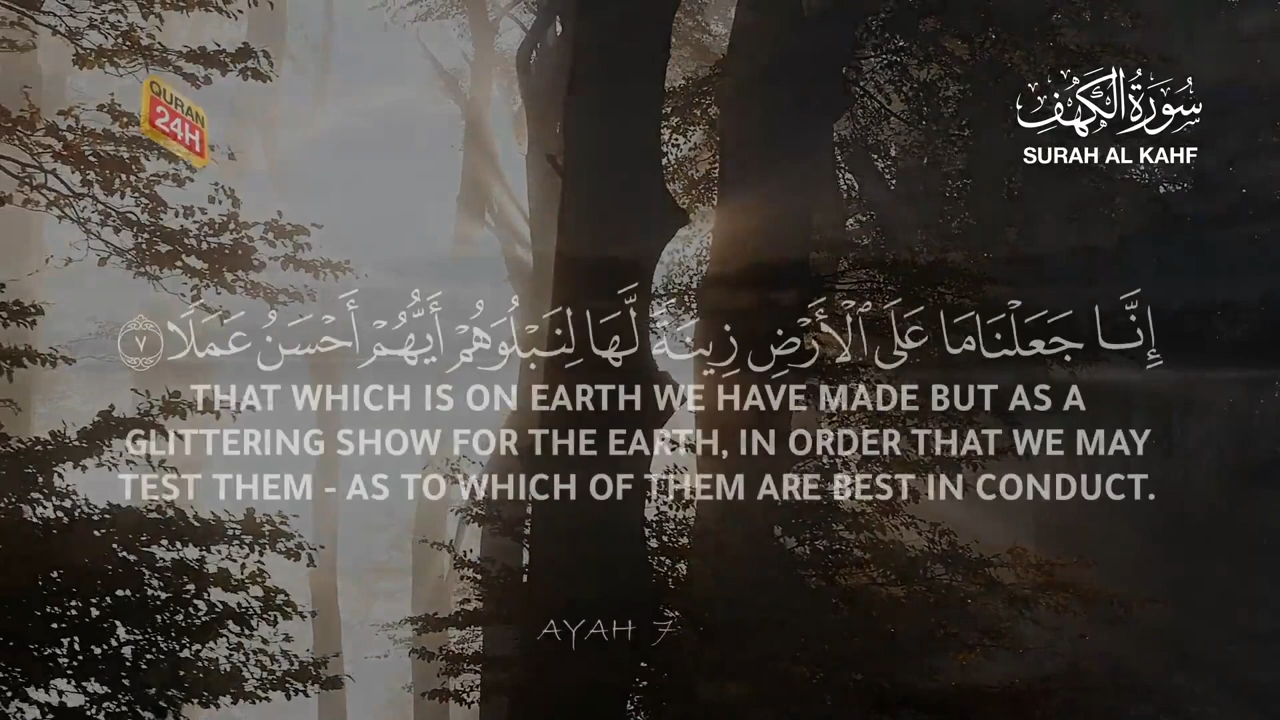 QURAN
24H
سُورَةُ الكَهْفِ
SURAH AL KAHF
إِنَّا جَعَلْنَا مَا عَلَى ٱلْأَرْضِ زِينَةً لَّهَا لِنَبْلُوَهُمْ أَيُّهُمْ أَحْسَنُ عَمَلًا ٧
THAT WHICH IS ON EARTH WE HAVE MADE BUT AS A
GLITTERING SHOW FOR THE EARTH, IN ORDER THAT WE MAY
TEST THEM - AS TO WHICH OF THEM ARE BEST IN CONDUCT.
AYAH 7